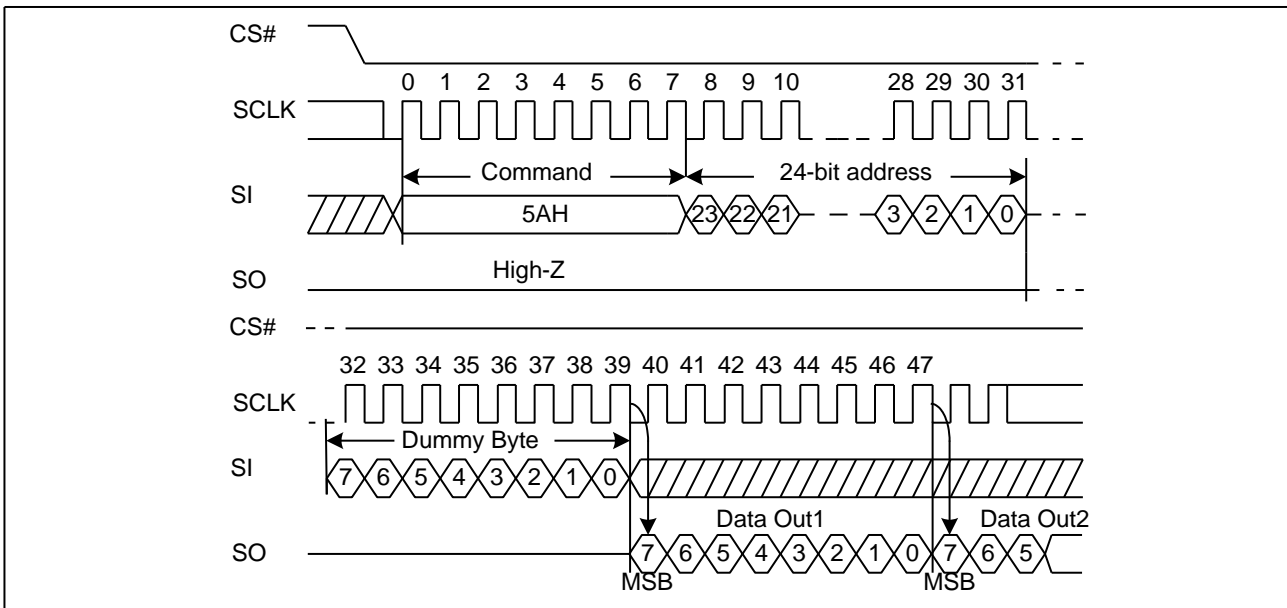 CS#
0 1 2 3 4 5 6 7 8 9 10 28 29 30 31
SCLK
Command 24-bit address
SI
5AH 23 22 21 3 2 1 0
High-Z
SO
CS#
32 33 34 35 36 37 38 39 40 41 42 43 44 45 46 47
SCLK
Dummy Byte
SI
7 6 5 4 3 2 1 0
Data Out1 Data Out2
SO
7 6 5 4 3 2 1 0 7 6 5
MSB MSB